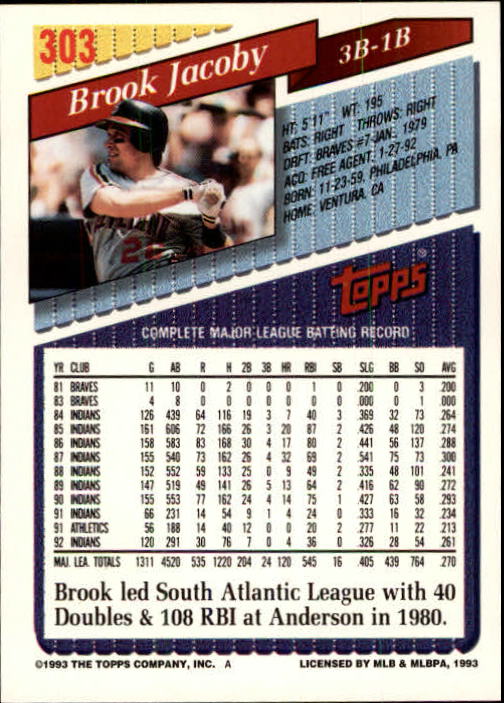 303
Brook Jacoby
3B-1B
HT: 5'11" WT: 195
BATS: RIGHT THROWS: RIGHT
DRFT: BRAVES #7-JAN. 1979
ACQ: FREE AGENT, 1-27-92
BORN: 11-23-59, PHILADELPHIA, PA
HOME: VENTURA, CA
Topps®
COMPLETE MAJOR LEAGUE BATTING RECORD
YR CLUB G AB R H 2B 3B HR RBI SB SLG BB SO AVG
81 BRAVES 11 10 0 2 0 0 0 1 0 .200 0 3 .200
83 BRAVES 4 8 0 0 0 0 0 0 0 .000 0 1 .000
84 INDIANS 126 439 64 116 19 3 7 40 3 .369 32 73 .264
85 INDIANS 161 606 72 166 26 3 20 87 2 .426 48 120 .274
86 INDIANS 158 583 83 168 30 4 17 80 2 .441 56 137 .288
87 INDIANS 155 540 73 162 26 4 32 69 2 .541 75 73 .300
88 INDIANS 152 552 59 133 25 0 9 49 2 .335 48 101 .241
89 INDIANS 147 519 49 141 26 5 13 64 2 .416 62 90 .272
90 INDIANS 155 553 77 162 24 4 14 75 1 .427 63 58 .293
91 INDIANS 66 231 14 54 9 1 4 24 0 .333 16 32 .234
91 ATHLETICS 56 188 14 40 12 0 0 20 2 .277 11 22 .213
92 INDIANS 120 291 30 76 7 0 4 36 0 .326 28 54 .261
MAJ. LEA. TOTALS 1311 4520 535 1220 204 24 120 545 16 .405 439 764 .270
Brook led South Atlantic League with 40
Doubles & 108 RBI at Anderson in 1980.
©1993 THE TOPPS COMPANY, INC. A LICENSED BY MLB & MLBPA, 1993